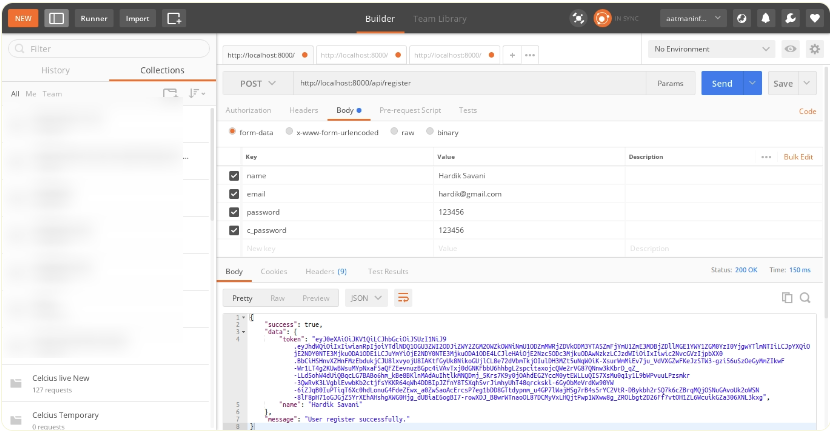 NEW Runner Import Builder Team Library IN SYNC aatmaninf...
Filter
http://localhost:8000/ http://localhost:8000/ http://localhost:8000/ + ••• No Environment
History Collections
POST http://localhost:8000/api/register Params Send Save
All Me Team
Authorization Headers Body Pre-request Script Tests Code
form-data x-www-form-urlencoded raw binary
Key Value Description ••• Bulk Edit
name Hardik Savani
email hardik@gmail.com
password 123456
c_password 123456
New key Value Description
Body Cookies Headers (9) Test Results Status: 200 OK Time: 150 ms
Pretty Raw Preview JSON
1 {
2 "success": true,
3 "data": {
4 "token":
5 "name": "Hardik Savani"
6 },
7 "message": "User register successfully."
8 }
Celcius live New
127 requests
Celcius Temporary
0 requests